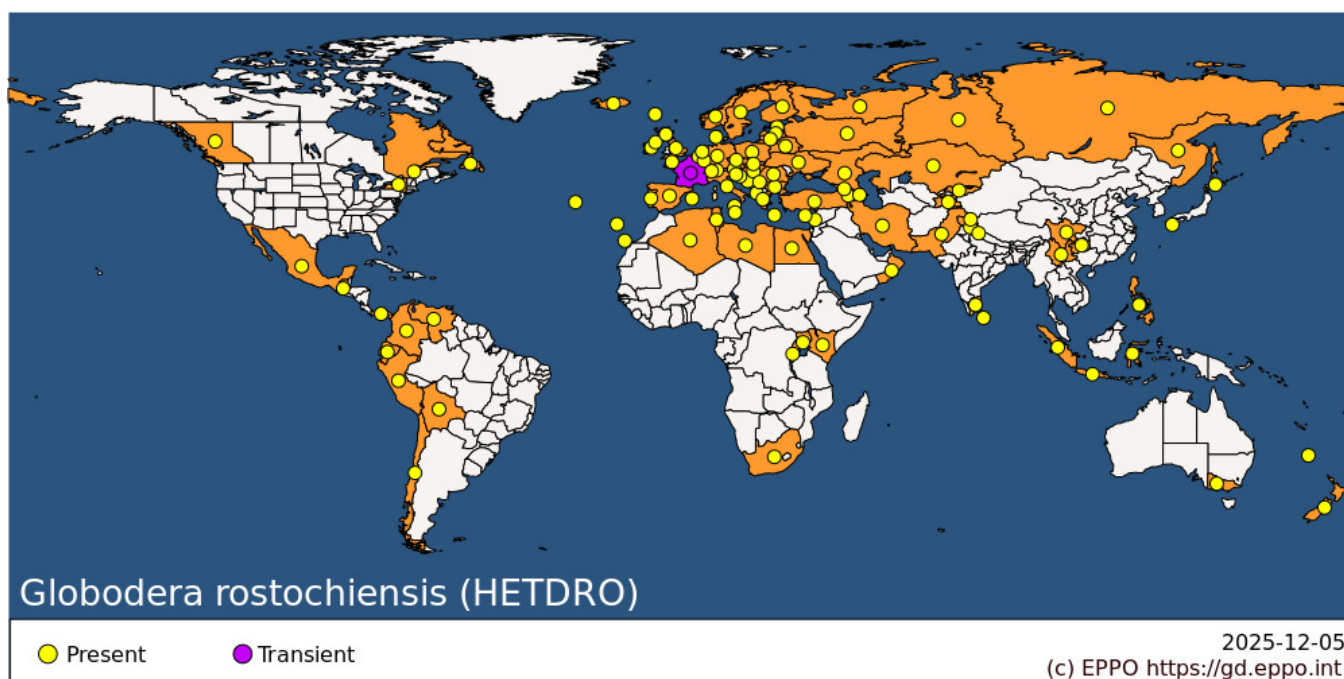 Globodera rostochiensis (HETDRO)
Present
Transient
2025-12-05
(c) EPPO https://gd.eppo.int